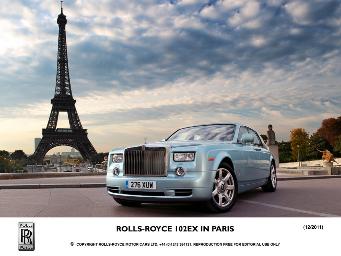 276 XUW
ROLLS-ROYCE 102EX IN PARIS
(12/2011)
© COPYRIGHT ROLLS-ROYCE MOTOR CARS LTD.
REPRODUCTION FREE FOR EDITORIAL USE ONLY